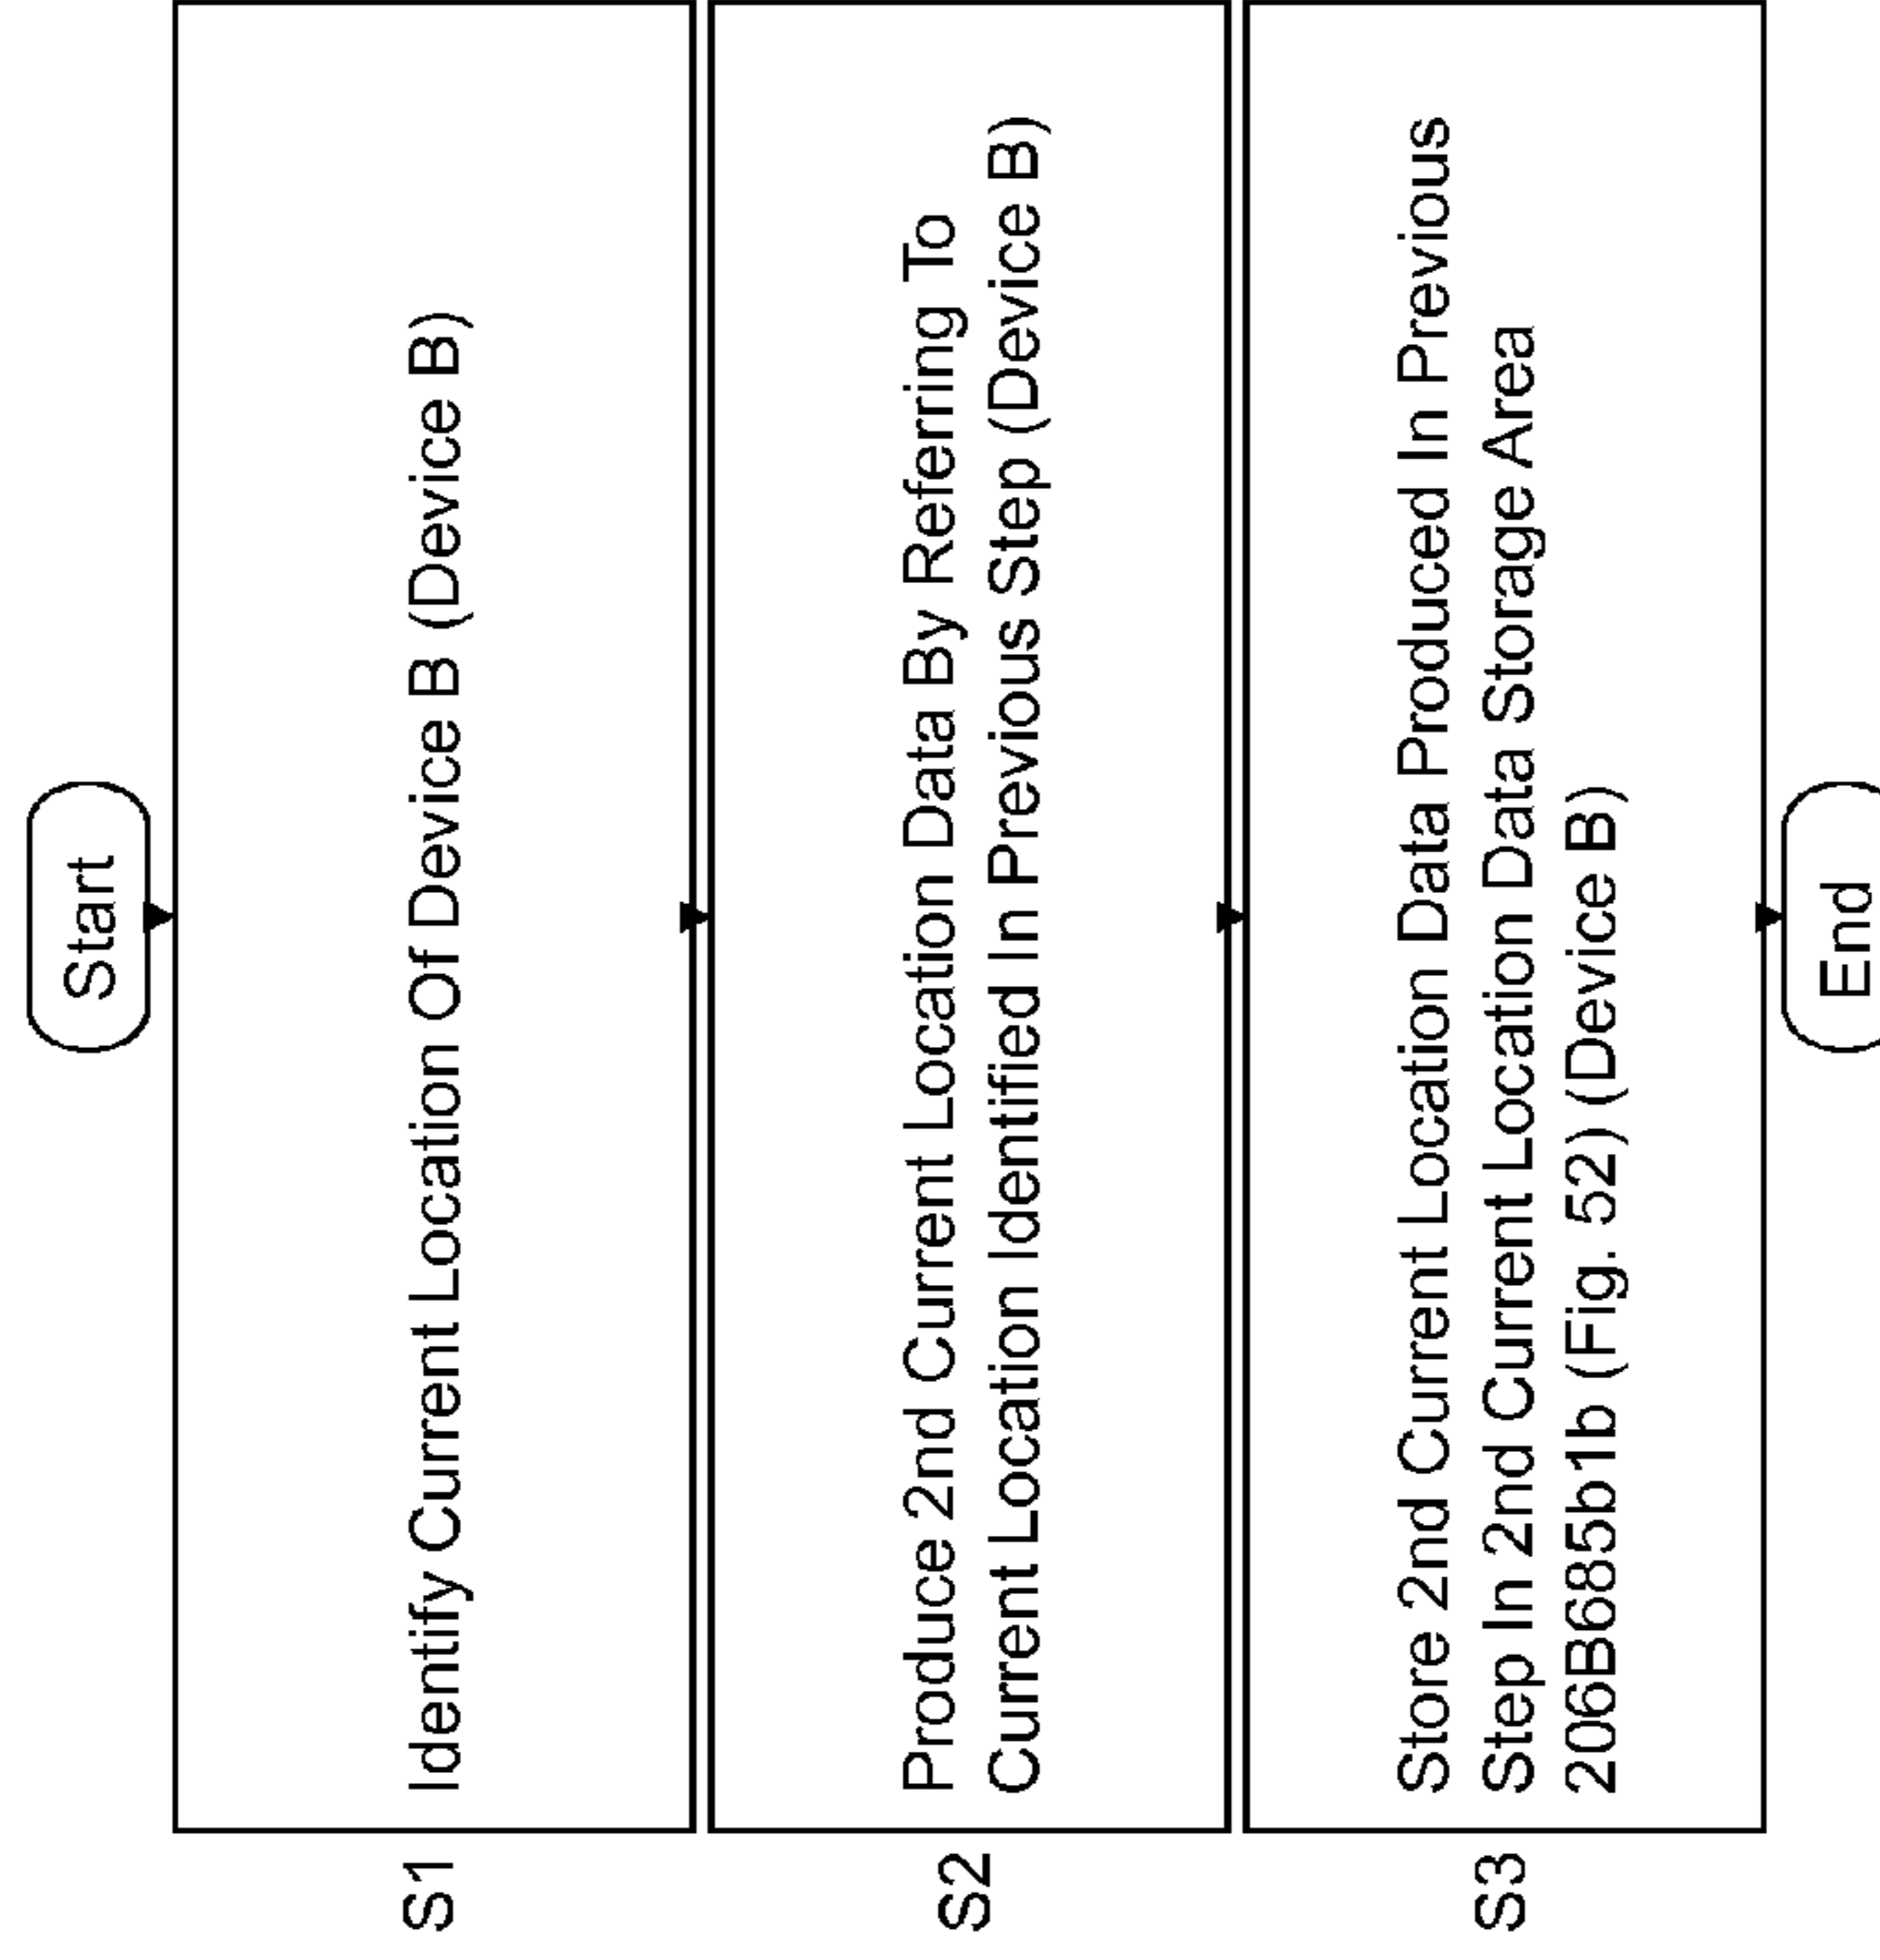 Start
S1
Identify Current Location Of Device B (Device B)
S2
Produce 2nd Current Location Data By Referring To
Current Location Identified In Previous Step (Device B)
S3
Store 2nd Current Location Data Produced In Previous
Step In 2nd Current Location Data Storage Area
206B685b1b (Fig. 52) (Device B)
End